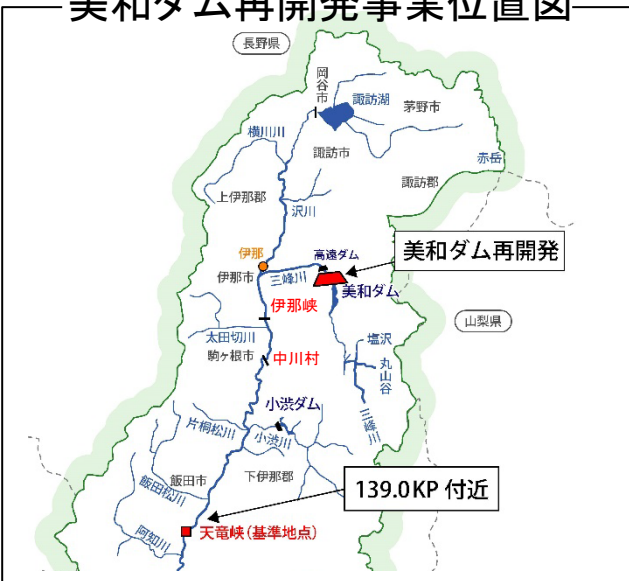 美和ダム再開発事業位置図
長野県
岡谷市
諏訪湖
茅野市
横川川
諏訪市
赤岳
諏訪郡
上伊那郡
沢川
伊那
高遠ダム
美和ダム再開発
伊那市
三峰川
美和ダム
伊那峡
山梨県
太田切川
塩沢
駒ヶ根市
中川村
丸山谷
小渋ダム
三峰川
片桐松川
小渋川
飯田市
下伊那郡
飯田松川
139.0KP 付近
阿知川
天竜峡(基準地点)